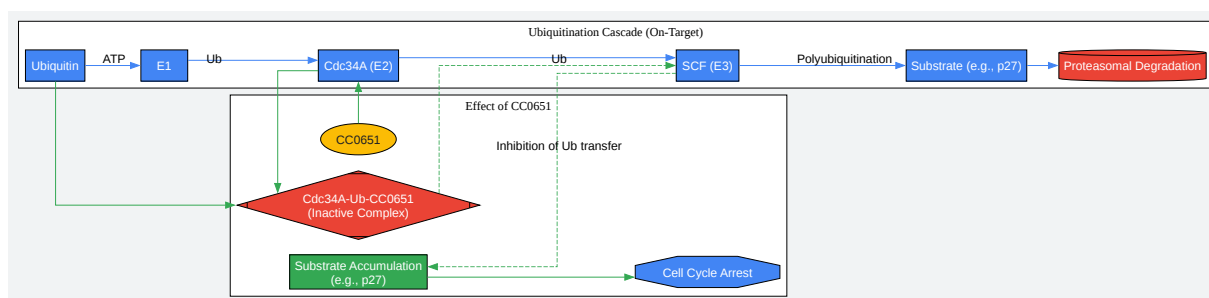 Ubiquitination Cascade (On-Target)
Ubiquitin
ATP
E1
Ub
Cdc34A (E2)
Ub
SCF (E3)
Polyubiquitination
Substrate (e.g., p27)
Proteasomal Degradation
Effect of CC0651
CC0651
Inhibition of Ub transfer
Cdc34A-Ub-CC0651
(Inactive Complex)
Substrate Accumulation
(e.g., p27)
Cell Cycle Arrest